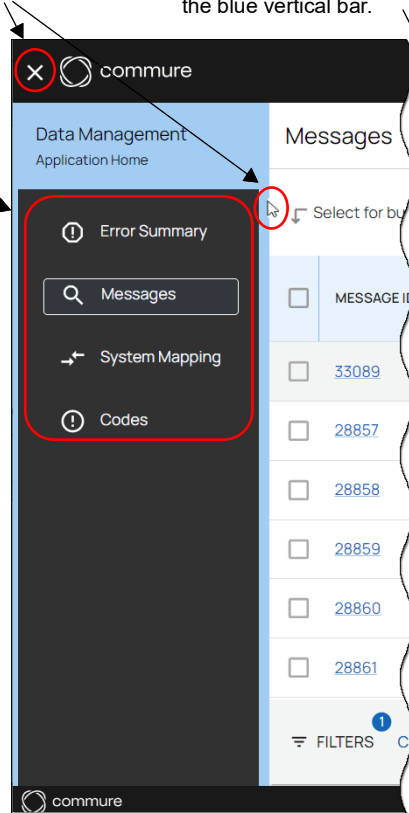 the blue vertical bar.
commure
Data Management
Application Home
Messages
Error Summary
Select for bu
Messages
MESSAGE ID
System Mapping
33089
Codes
28857
28858
28859
28860
28861
1
FILTERS C
commure